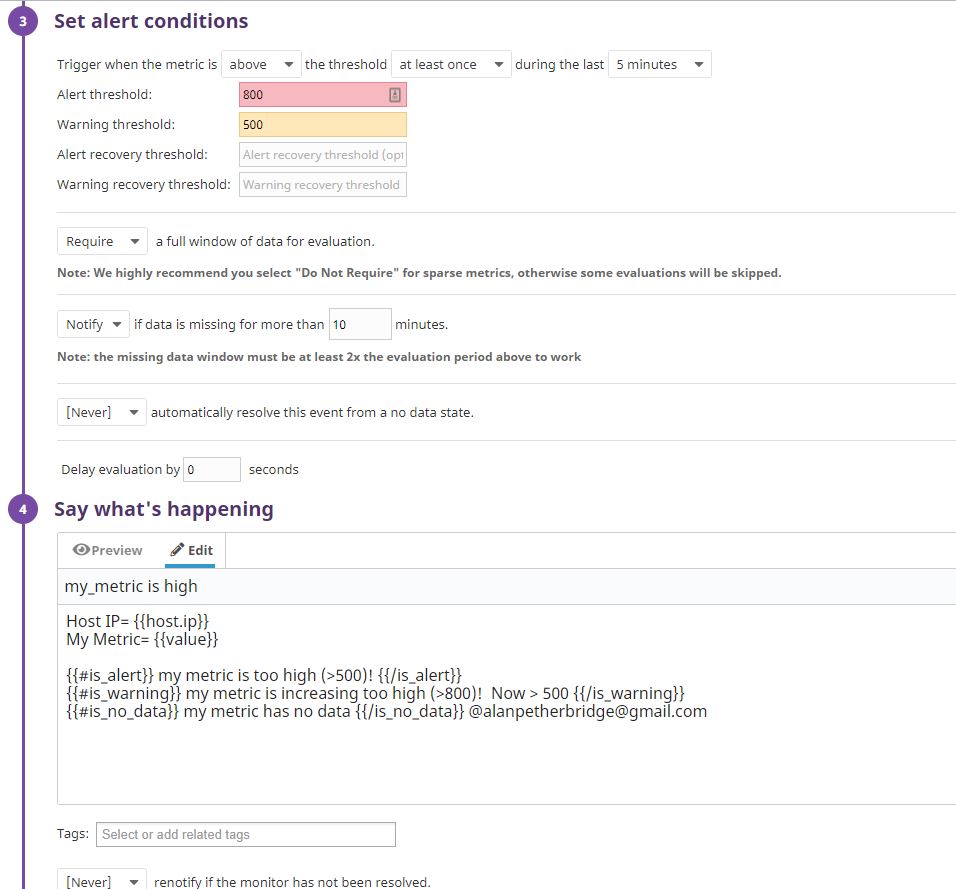 3 Set alert conditions
Trigger when the metric is above the threshold at least once during the last 5 minutes
Alert threshold: 800
Warning threshold: 500
Alert recovery threshold: Alert recovery threshold (opt
Warning recovery threshold: Warning recovery threshold
Require a full window of data for evaluation.
Note: We highly recommend you select "Do Not Require" for sparse metrics, otherwise some evaluations will be skipped.
Notify if data is missing for more than 10 minutes.
Note: the missing data window must be at least 2x the evaluation period above to work
[Never] automatically resolve this event from a no data state.
Delay evaluation by 0 seconds
4 Say what's happening
Preview Edit
my_metric is high
Host IP= {{host.ip}}
My Metric= {{value}}
{{#is_alert}} my metric is too high (>500)! {{/is_alert}}
{{#is_warning}} my metric is increasing too high (>800)!  Now > 500 {{/is_warning}}
{{#is_no_data}} my metric has no data {{/is_no_data}} @alanpetherbridge@gmail.com
Tags: Select or add related tags
[Never] renotify if the monitor has not been resolved.